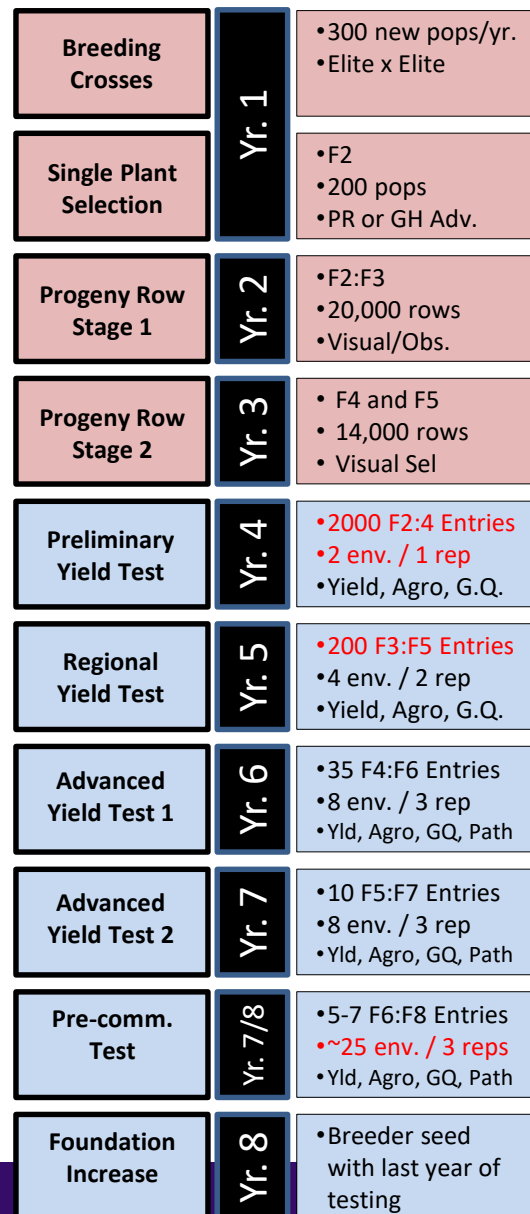 Breeding
Crosses
Yr. 1
•300 new pops/yr.
•Elite x Elite
Single Plant
Selection
•F2
•200 pops
•PR or GH Adv.
Progeny Row
Stage 1
Yr. 2
•F2:F3
•20,000 rows
•Visual/Obs.
Progeny Row
Stage 2
Yr. 3
• F4 and F5
• 14,000 rows
• Visual Sel
Preliminary
Yield Test
Yr. 4
•2000 F2:4 Entries
•2 env. / 1 rep
•Yield, Agro, G.Q.
Regional
Yield Test
Yr. 5
•200 F3:F5 Entries
•4 env. / 2 rep
•Yield, Agro, G.Q.
Advanced
Yield Test 1
Yr. 6
•35 F4:F6 Entries
•8 env. / 3 rep
•Yld, Agro, GQ, Path
Advanced
Yield Test 2
Yr. 7
•10 F5:F7 Entries
•8 env. / 3 rep
•Yld, Agro, GQ, Path
Pre-comm.
Test
Yr. 7/8
•5-7 F6:F8 Entries
•~25 env. / 3 reps
•Yld, Agro, GQ, Path
Foundation
Increase
Yr. 8
•Breeder seed
with last year of
testing